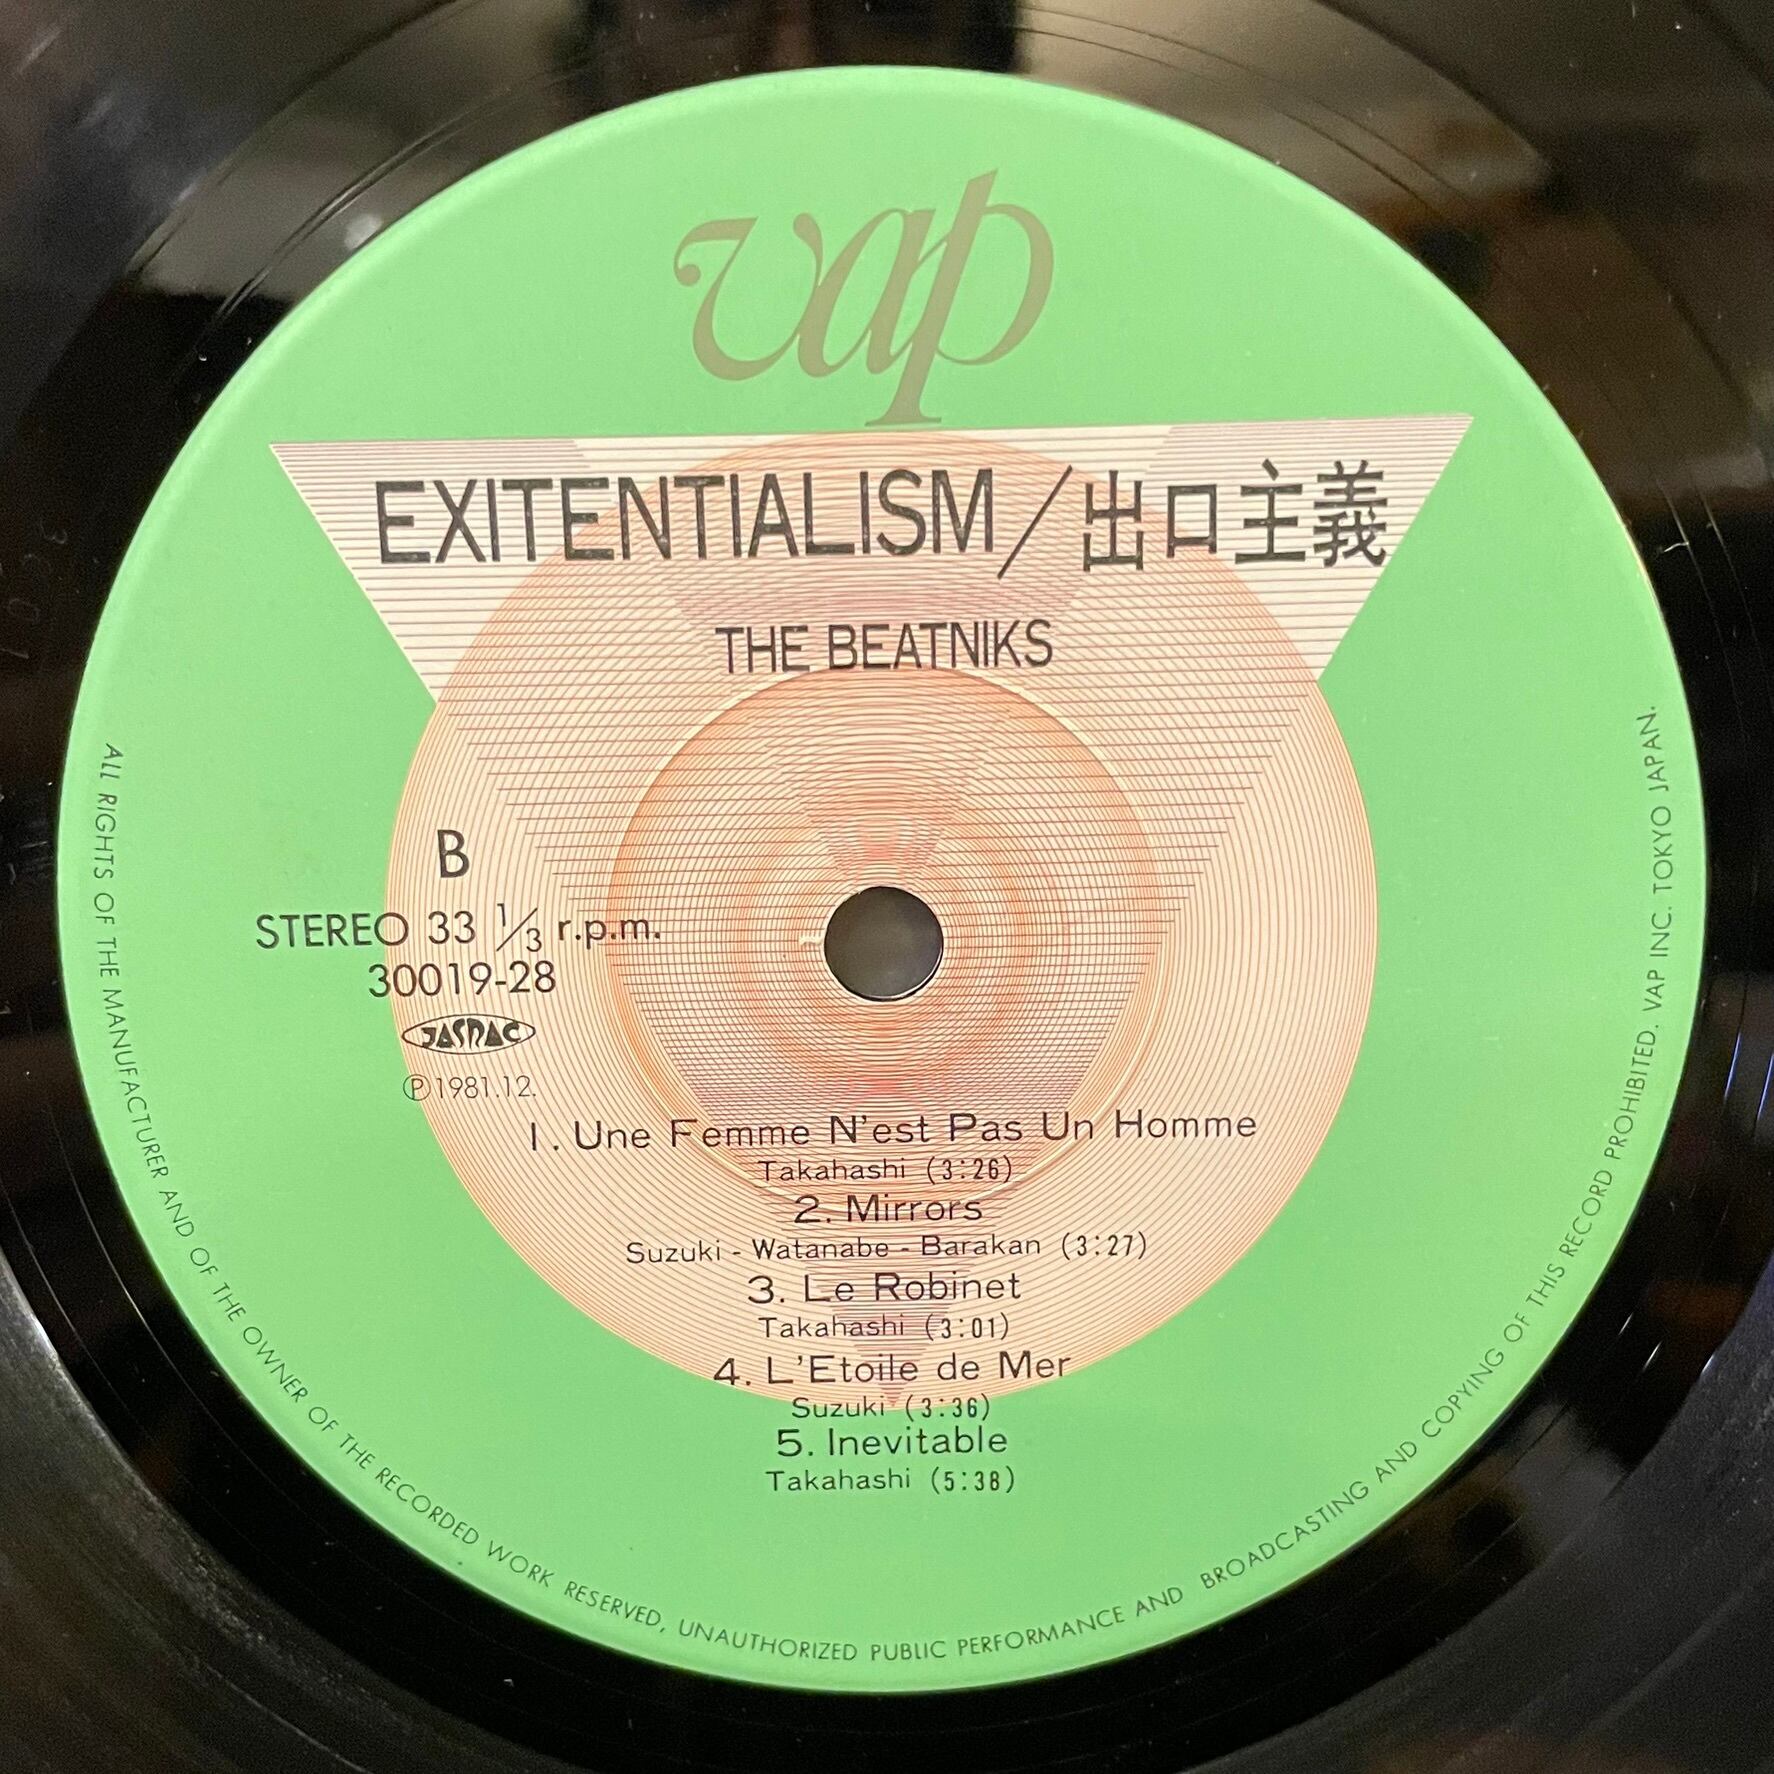 vap
EXITENTIALISM/出口主義
THE BEATNIKS
B
STEREO 33 1/3 r.p.m.
30019-28
JASRAC
Ⓟ1981.12.
1. Une Femme N'est Pas Un Homme
Takahashi (3:26)
2. Mirrors
Suzuki - Watanabe - Barakan (3:27)
3. Le Robinet
Takahashi (3:01)
4. L'Etoile de Mer
Suzuki (3:36)
5. Inevitable
Takahashi (5:38)
ALL RIGHTS OF THE MANUFACTURER AND OF THE OWNER OF THE RECORDED WORK RESERVED, UNAUTHORIZED PUBLIC PERFORMANCE AND BROADCASTING AND COPYING OF THIS RECORD PROHIBITED. VAP INC. TOKYO JAPAN.